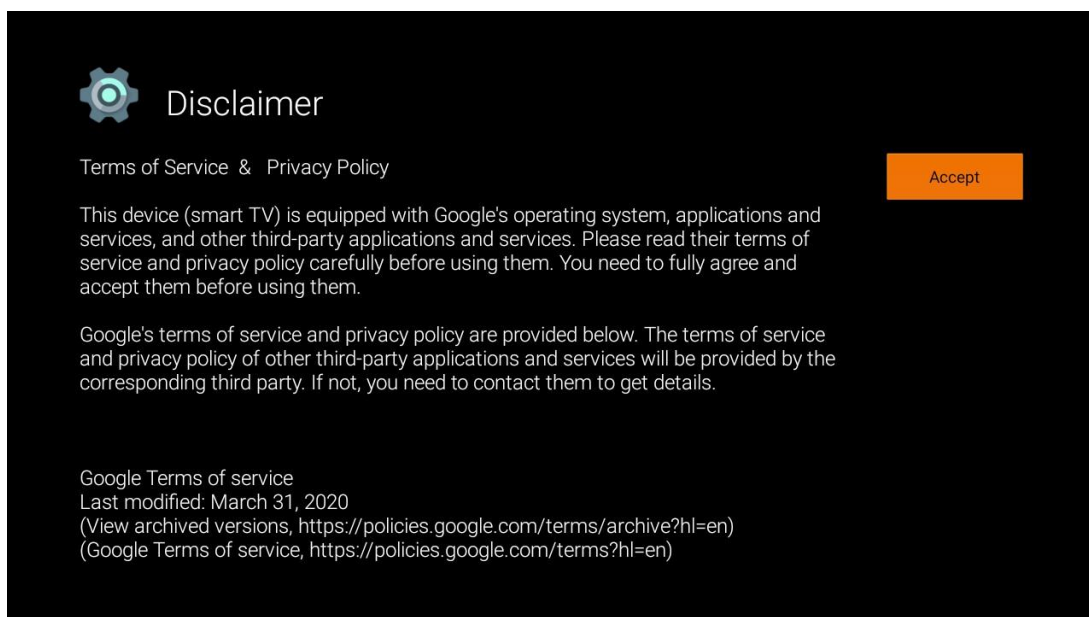 Disclaimer
Terms of Service & Privacy Policy
Accept
This device (smart TV) is equipped with Google's operating system, applications and
services, and other third-party applications and services. Please read their terms of
service and privacy policy carefully before using them. You need to fully agree and
accept them before using them.
Google's terms of service and privacy policy are provided below. The terms of service
and privacy policy of other third-party applications and services will be provided by the
corresponding third party. If not, you need to contact them to get details.
Google Terms of service
Last modified: March 31, 2020
(View archived versions, https://policies.google.com/terms/archive?hl=en)
(Google Terms of service, https://policies.google.com/terms?hl=en)